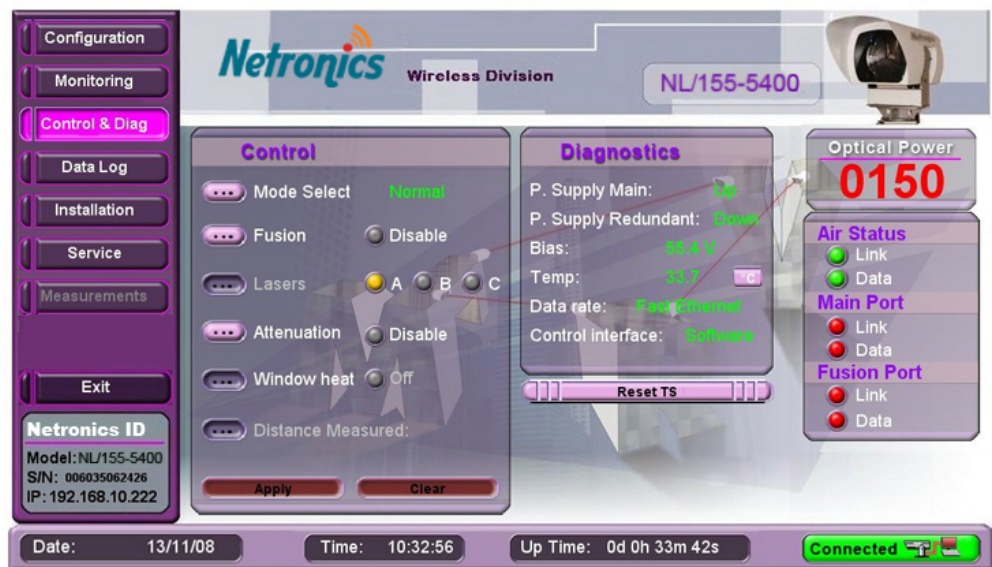 Configuration
Monitoring
Control & Diag
Data Log
Installation
Service
Measurements
Exit
Netronics ID
Model: NL/155-5400
S/N: 006035062426
IP: 192.168.10.222
Netronics Wireless Division
NL/155-5400
Control
Mode Select Normal
Fusion Disable
Lasers A B C
Attenuation Disable
Window heat Off
Distance Measured:
Apply Clear
Diagnostics
P. Supply Main: Up
P. Supply Redundant: Down
Bias: 55.4 V
Temp: 33.7 °C
Data rate: Fast Ethernet
Control interface: Software
Reset TS
Optical Power
0150
Air Status
Link
Data
Main Port
Link
Data
Fusion Port
Link
Data
Date: 13/11/08 Time: 10:32:56 Up Time: 0d 0h 33m 42s Connected